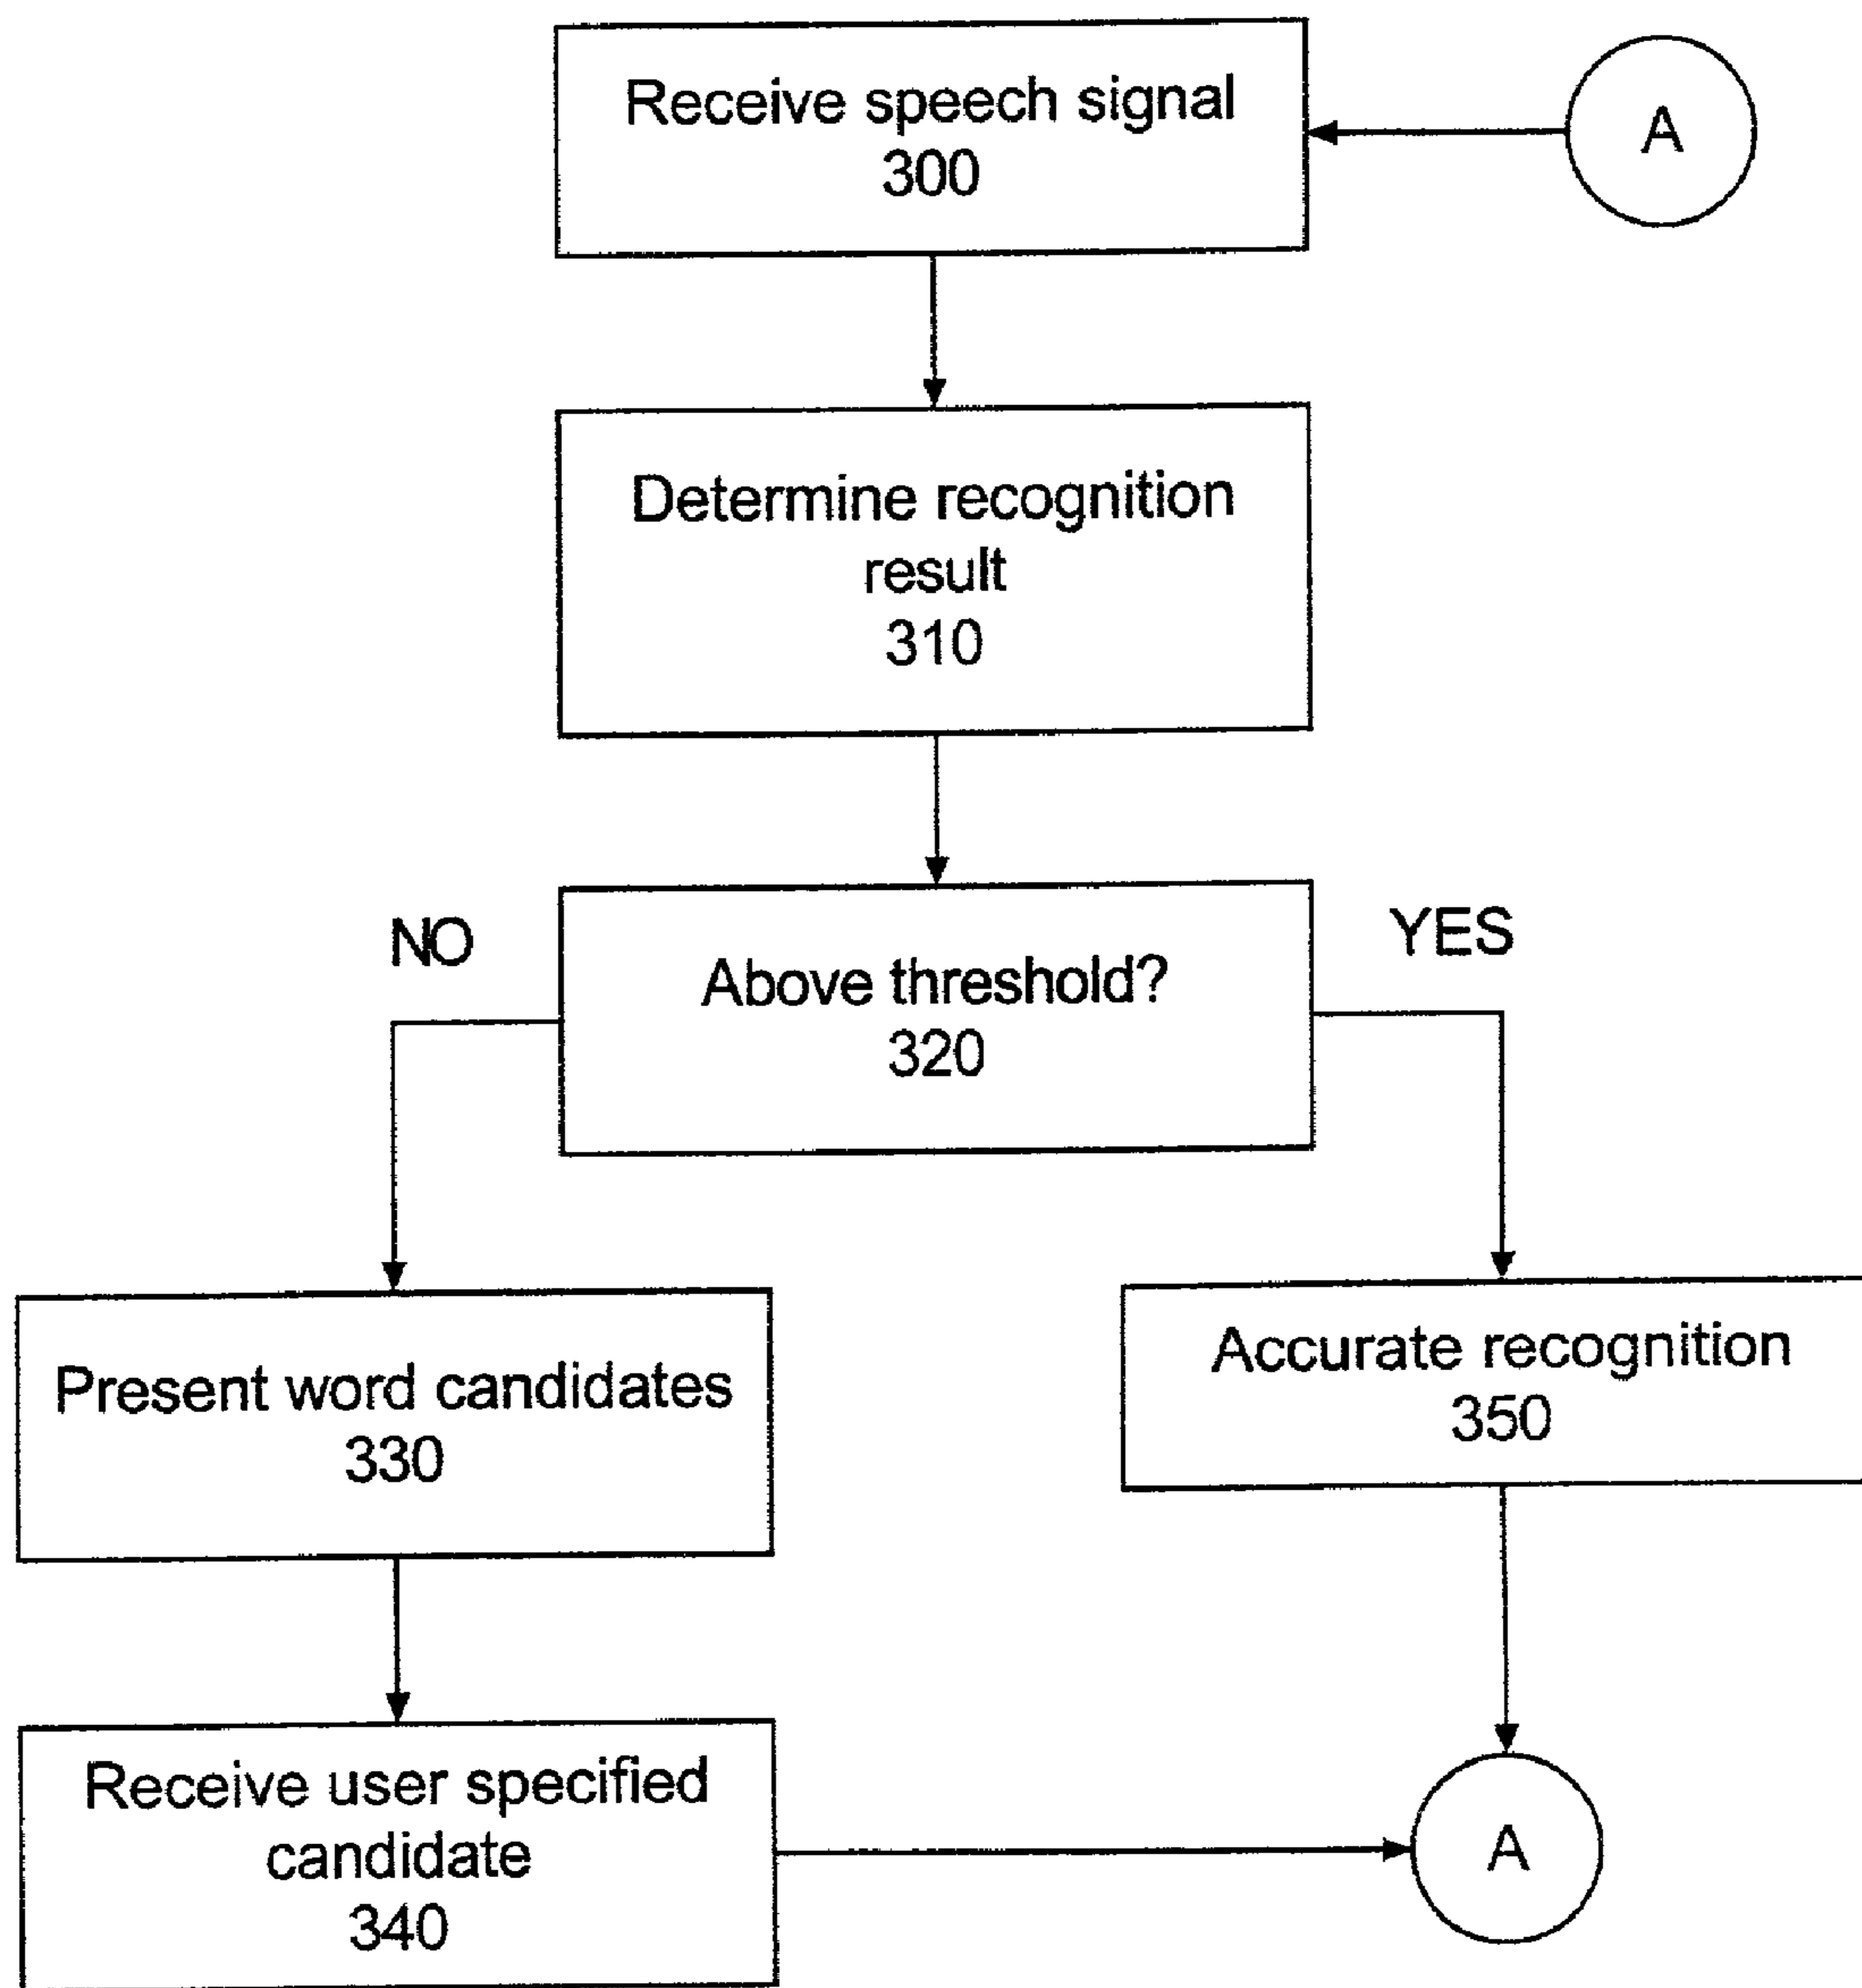 Receive speech signal
300
A
Determine recognition
result
310
NO
YES
Above threshold?
320
Accurate recognition
350
Present word candidates
330
Receive user specified
candidate
340
A